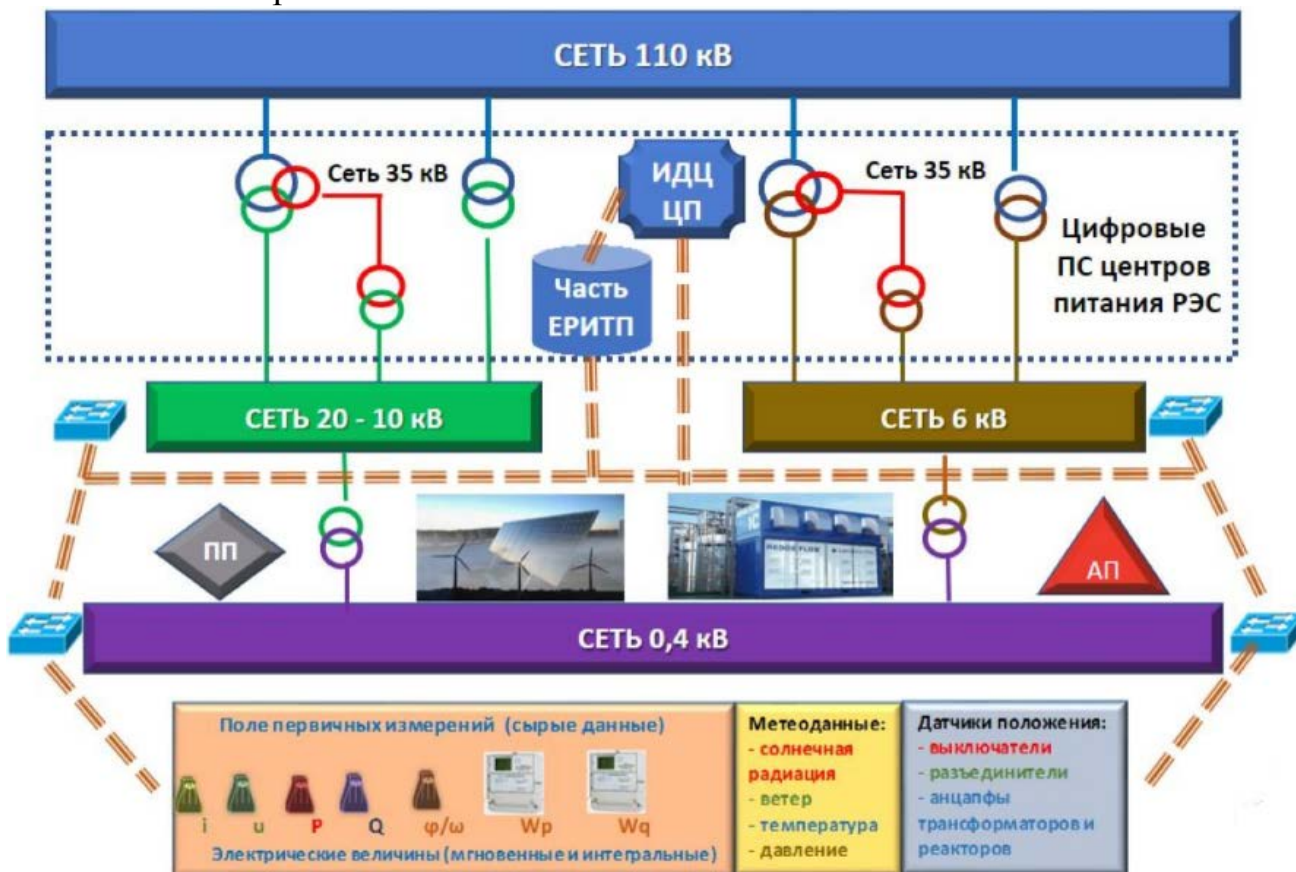 СЕТЬ 110 кВ
Сеть 35 кВ
ИДЦ
ЦП
Сеть 35 кВ
Цифровые
ПС центров
питания РЭС
Часть
ЕРИТП
СЕТЬ 20 - 10 кВ
СЕТЬ 6 кВ
ПП
REDOX FLOW
АП
СЕТЬ 0,4 кВ
Поле первичных измерений (сырые данные)
i
u
P
Q
φ/ω
Wp
Wq
Электрические величины (мгновенные и интегральные)
Метеоданные:
- солнечная
радиация
- ветер
- температура
- давление
Датчики положения:
- выключатели
- разъединители
- анцапфы
трансформаторов и
реакторов